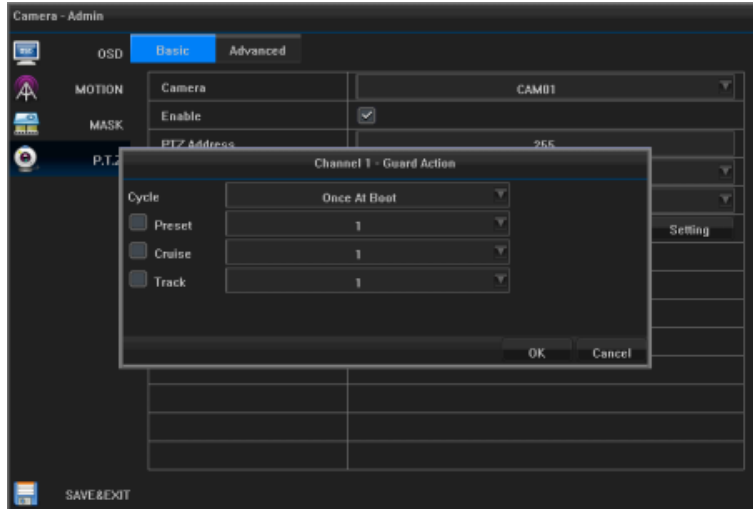 Camera - Admin
OSD
Basic
Advanced
MOTION
Camera
CAM01
MASK
Enable
PTZ Address
255
P.T.Z
Channel 1 - Guard Action
Cycle
Once At Boot
Preset
1
Setting
Cruise
1
Track
1
OK
Cancel
SAVE&EXIT